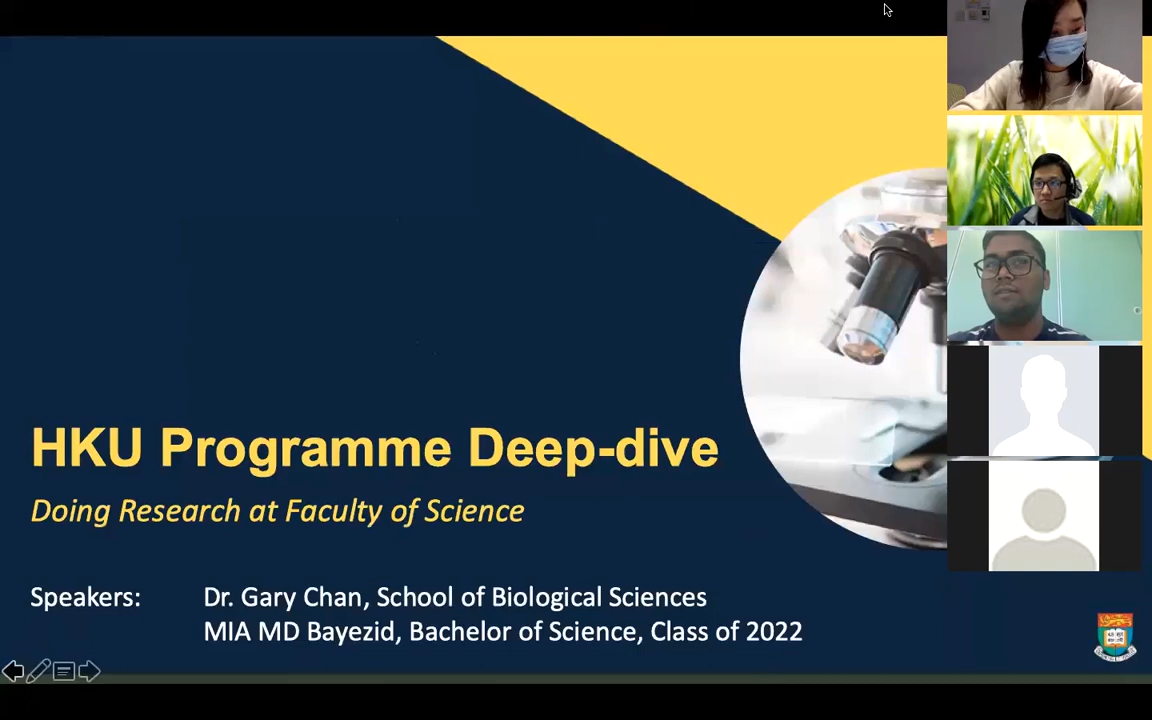 HKU Programme Deep-dive
Doing Research at Faculty of Science
Speakers: Dr. Gary Chan, School of Biological Sciences
MIA MD Bayezid, Bachelor of Science, Class of 2022